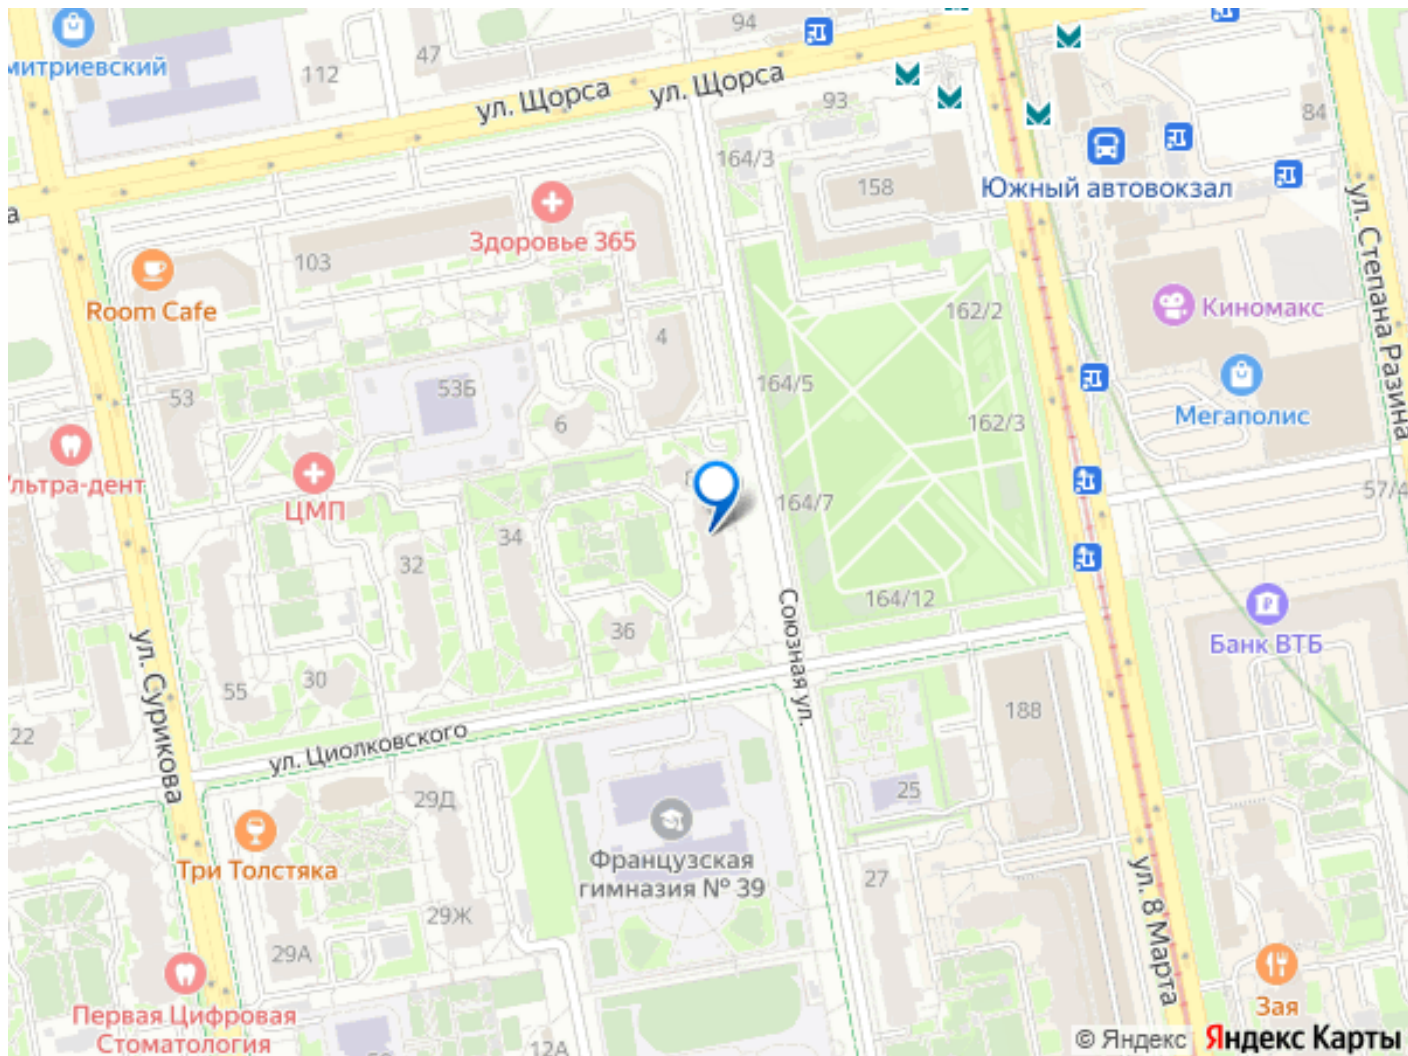 94
47
митриевский
112
ул. Щорса
ул. Щорса
93
84
164/3
158
Южный автовокзал
Здоровье 365
103
Room Cafe
ул. Степана Разина
162/2
Киномакс
4
164/5
53Б
53
6
162/3
Мегаполис
льтра-дент
ЦМП
164/7
57/4
34
32
164/12
Союзная ул.
36
Банк ВТБ
ул. Сурикова
55
30
188
22
ул. Циолковского
29Д
25
Три Толстяка
Французская
гимназия № 39
27
ул. 8 Марта
29Ж
29А
Первая Цифровая
Стоматология
Зая
12А
© Яндекс
Яндекс Карты